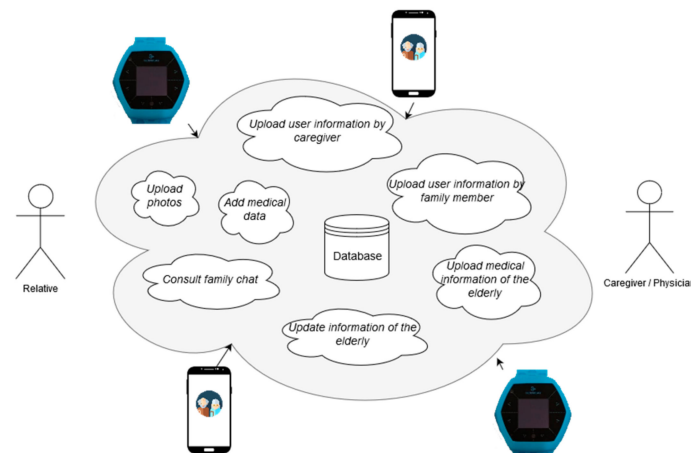 Upload user information by
caregiver
Upload
photos
Add medical
data
Upload user information by
family member
Database
Relative
Caregiver / Physician
Consult family chat
Upload medical
information of the
elderly
Update information of the
elderly